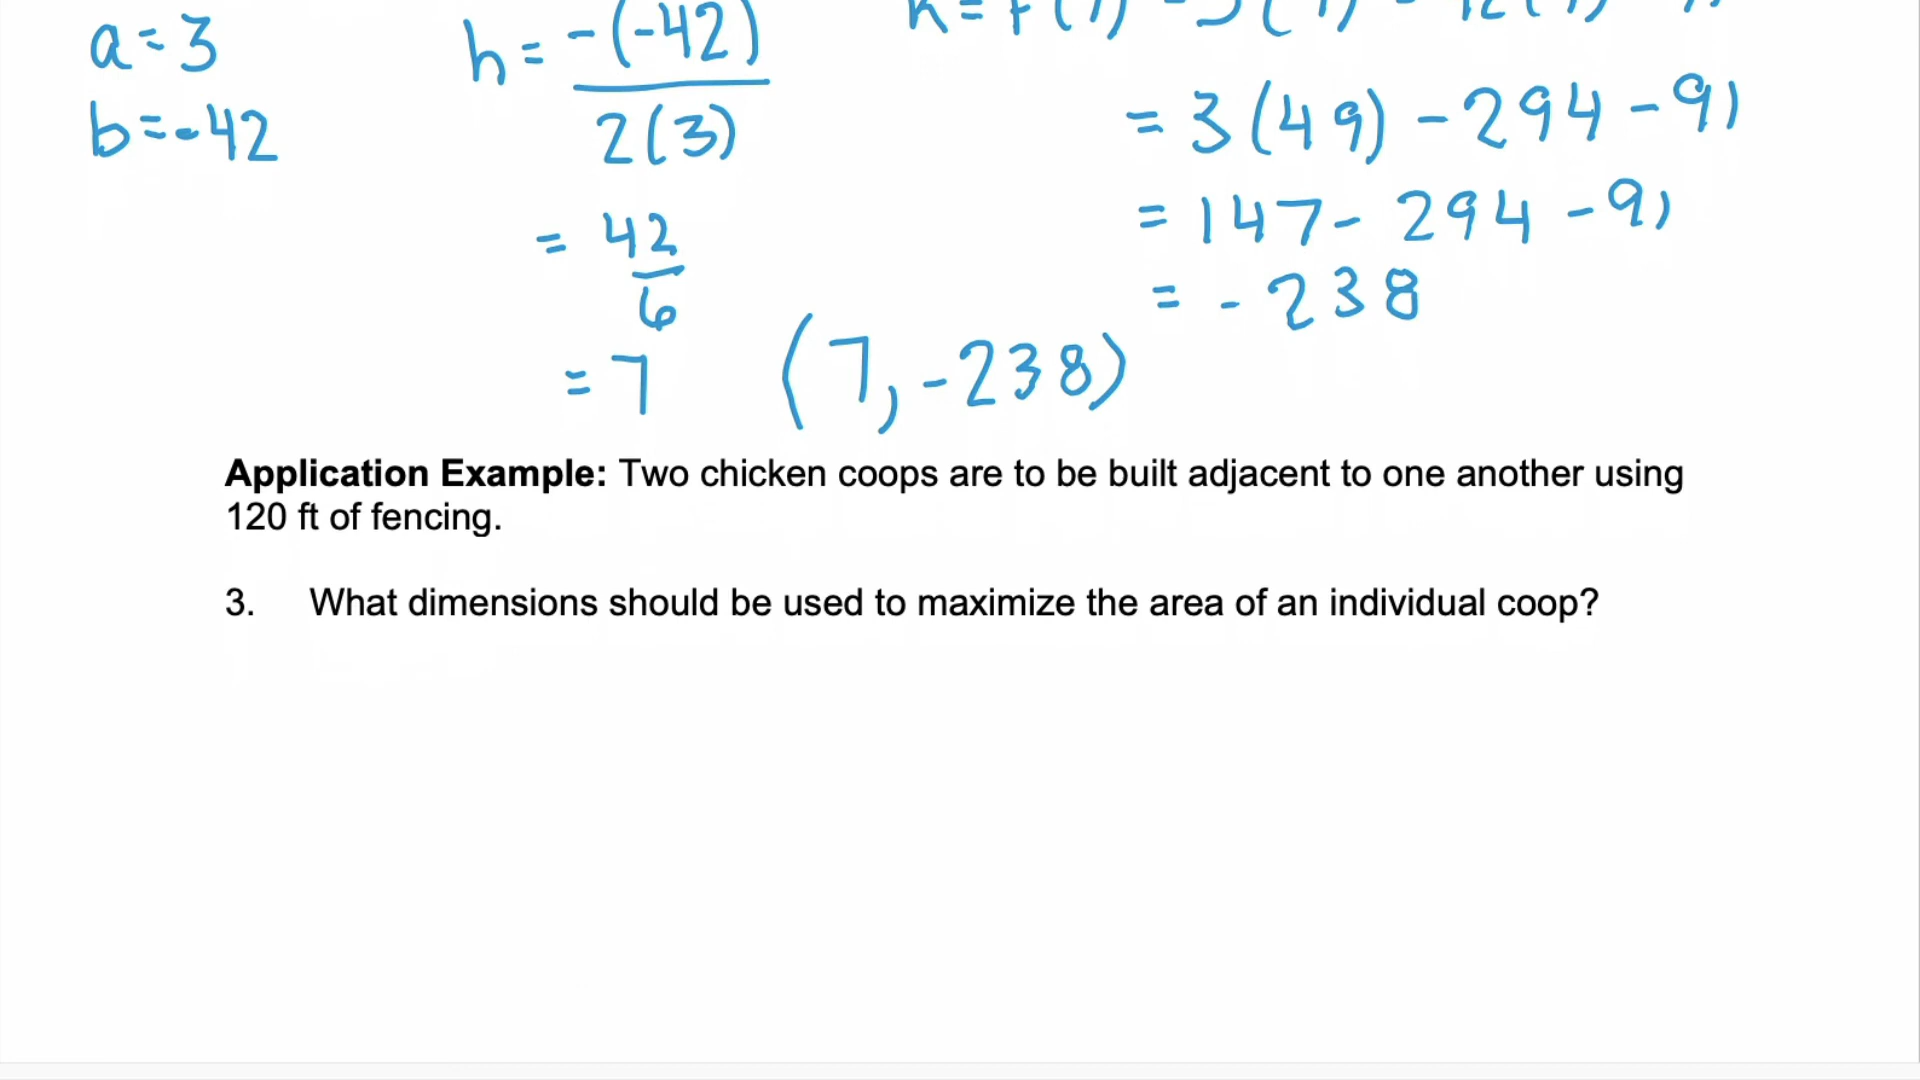 a=3
b=-42
h= -(-42)
2(3)
= 42
6
= 7
= 3(49) -294 -91
= 147- 294 -91
= -238
(7, -238)
Application Example: Two chicken coops are to be built adjacent to one another using
120 ft of fencing.
3. What dimensions should be used to maximize the area of an individual coop?